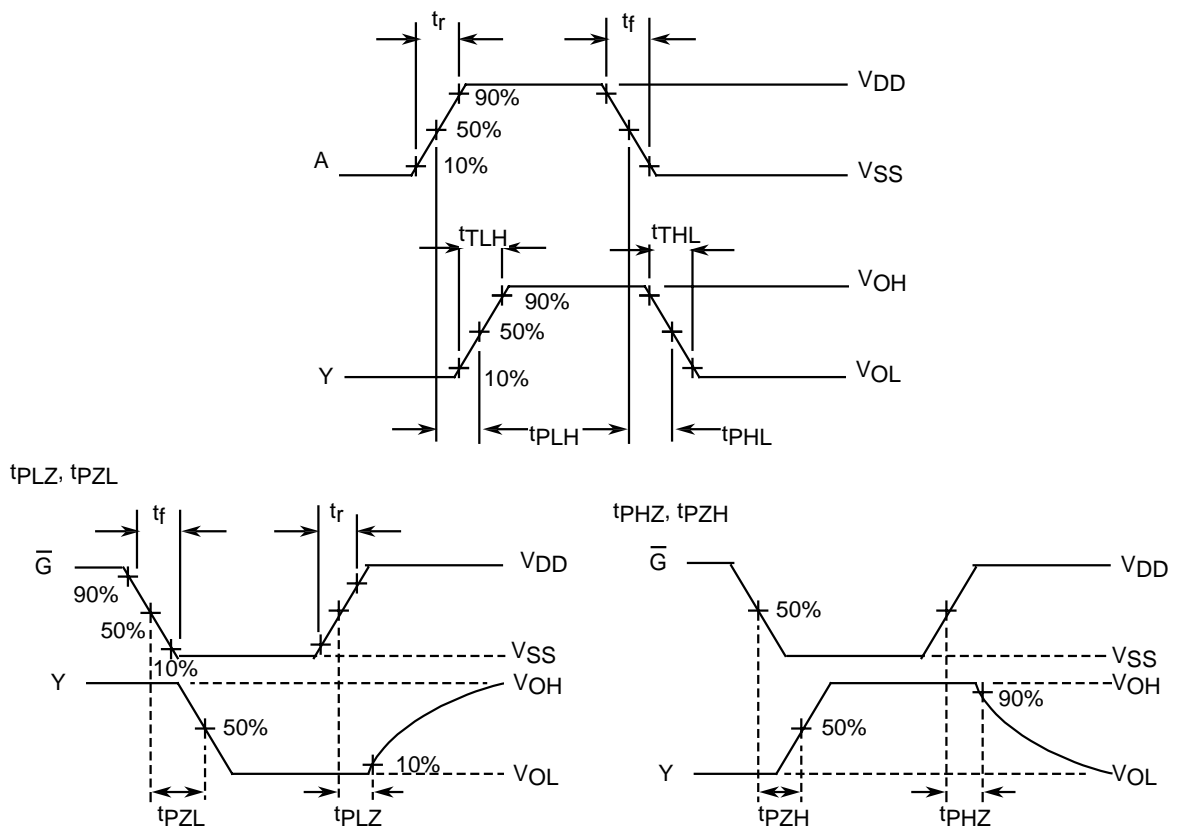 tr
tf
VDD
90%
50%
A
10%
VSS
tTLH
tTHL
VOH
90%
50%
Y
10%
VOL
tPLH
tPHL
tPLZ, tPZL
tf
tr
G̅
VDD
90%
50%
10%
VSS
Y
VOH
50%
10%
VOL
tPZL
tPLZ
tPHZ, tPZH
G̅
VDD
50%
VSS
VOH
90%
50%
Y
VOL
tPZH
tPHZ